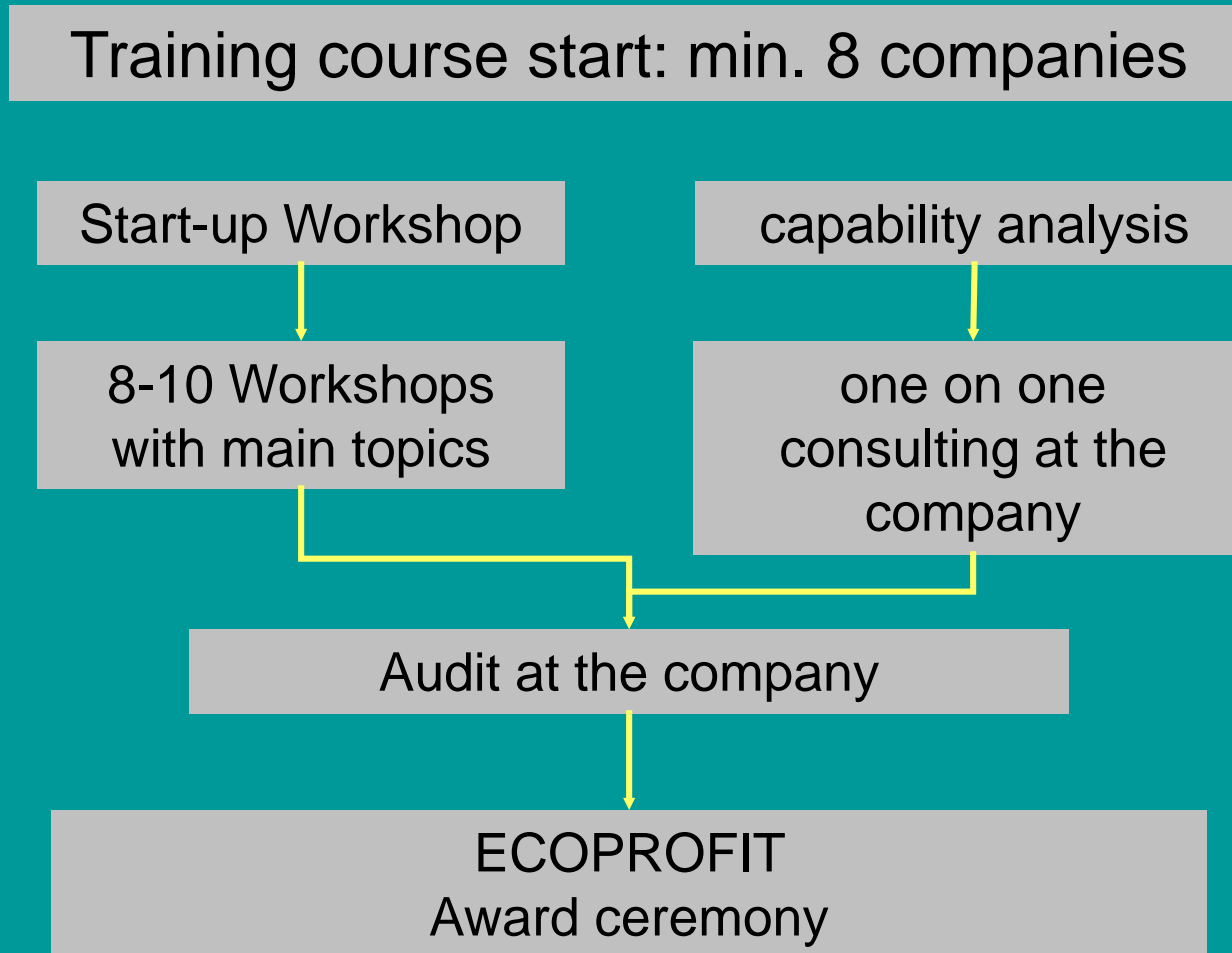 Training course start: min. 8 companies
Start-up Workshop
capability analysis
8-10 Workshops
with main topics
one on one
consulting at the
company
Audit at the company
ECOPROFIT
Award ceremony